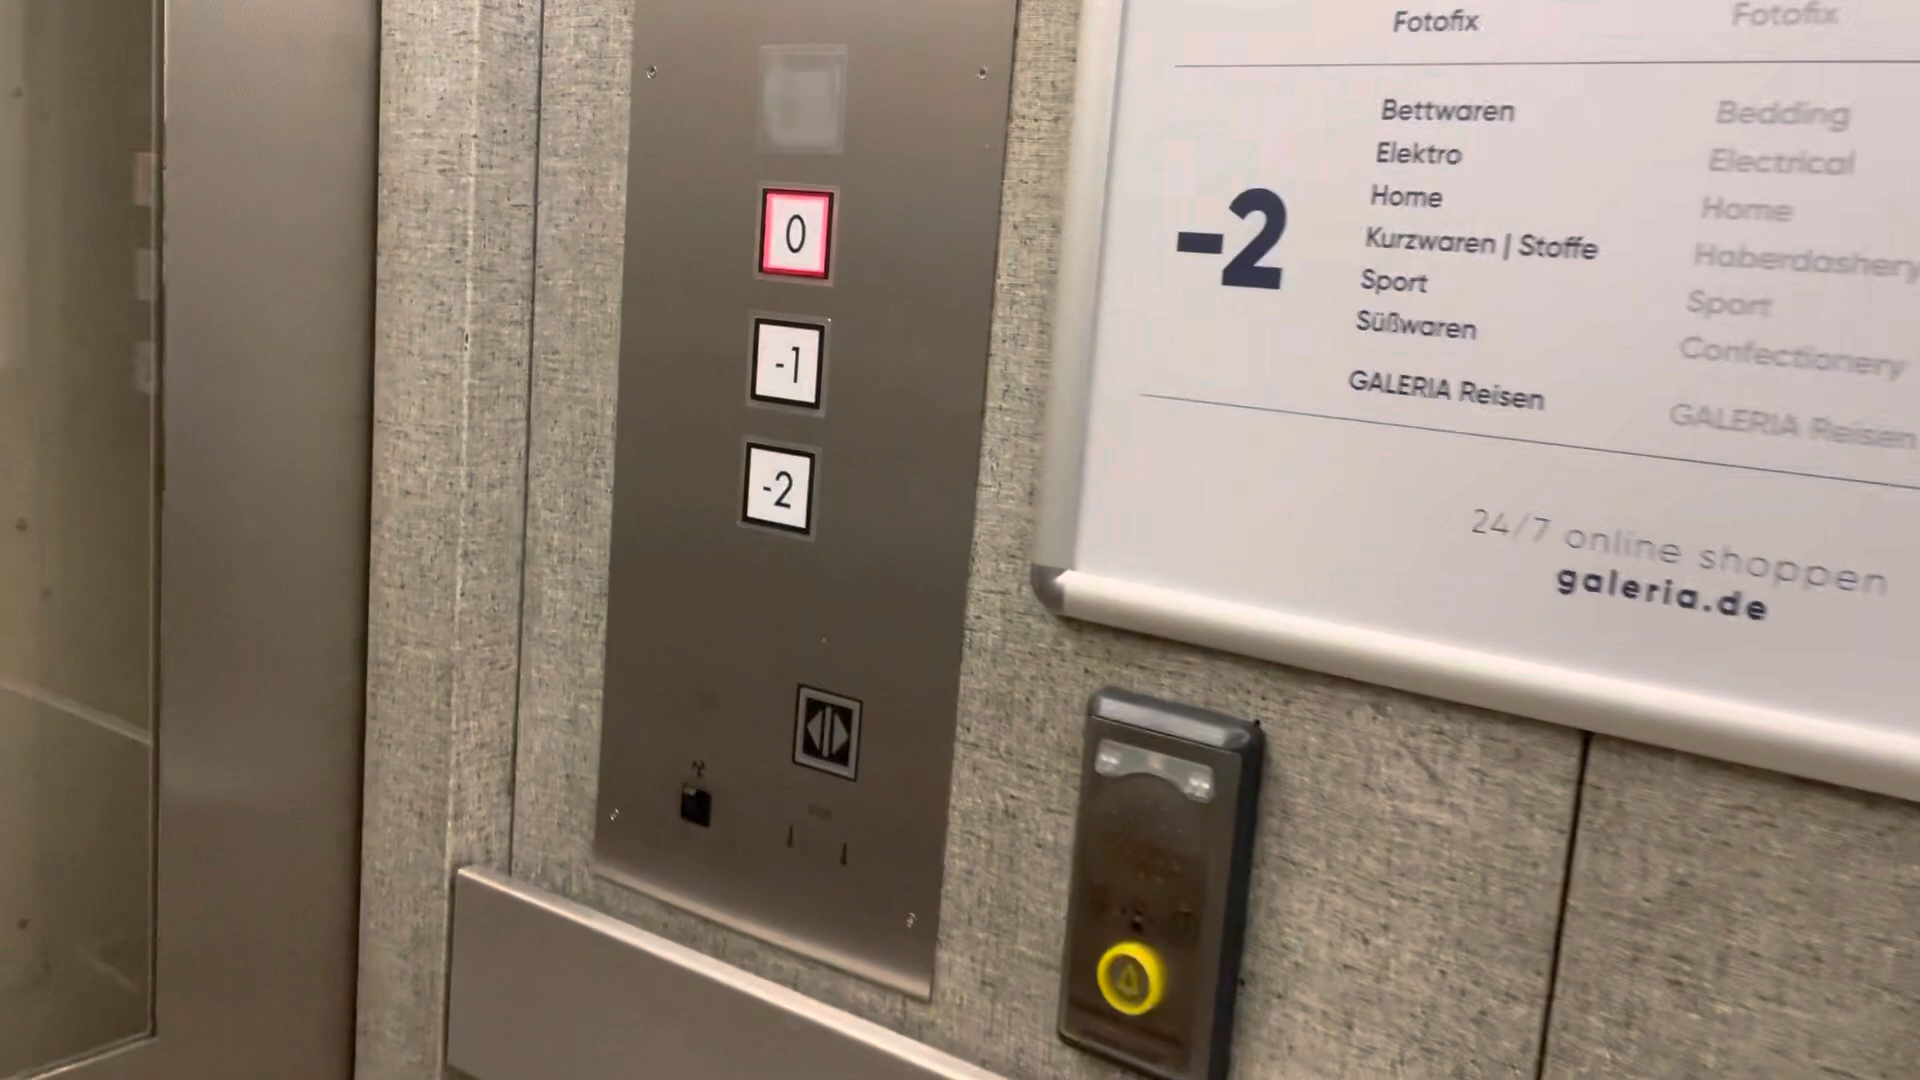 0
-1
-2
Fotofix Fotofix
-2
Bettwaren Bedding
Elektro Electrical
Home Home
Kurzwaren | Stoffe Haberdashery
Sport Sport
Süßwaren Confectionery
GALERIA Reisen GALERIA Reisen
24/7 online shoppen
galeria.de